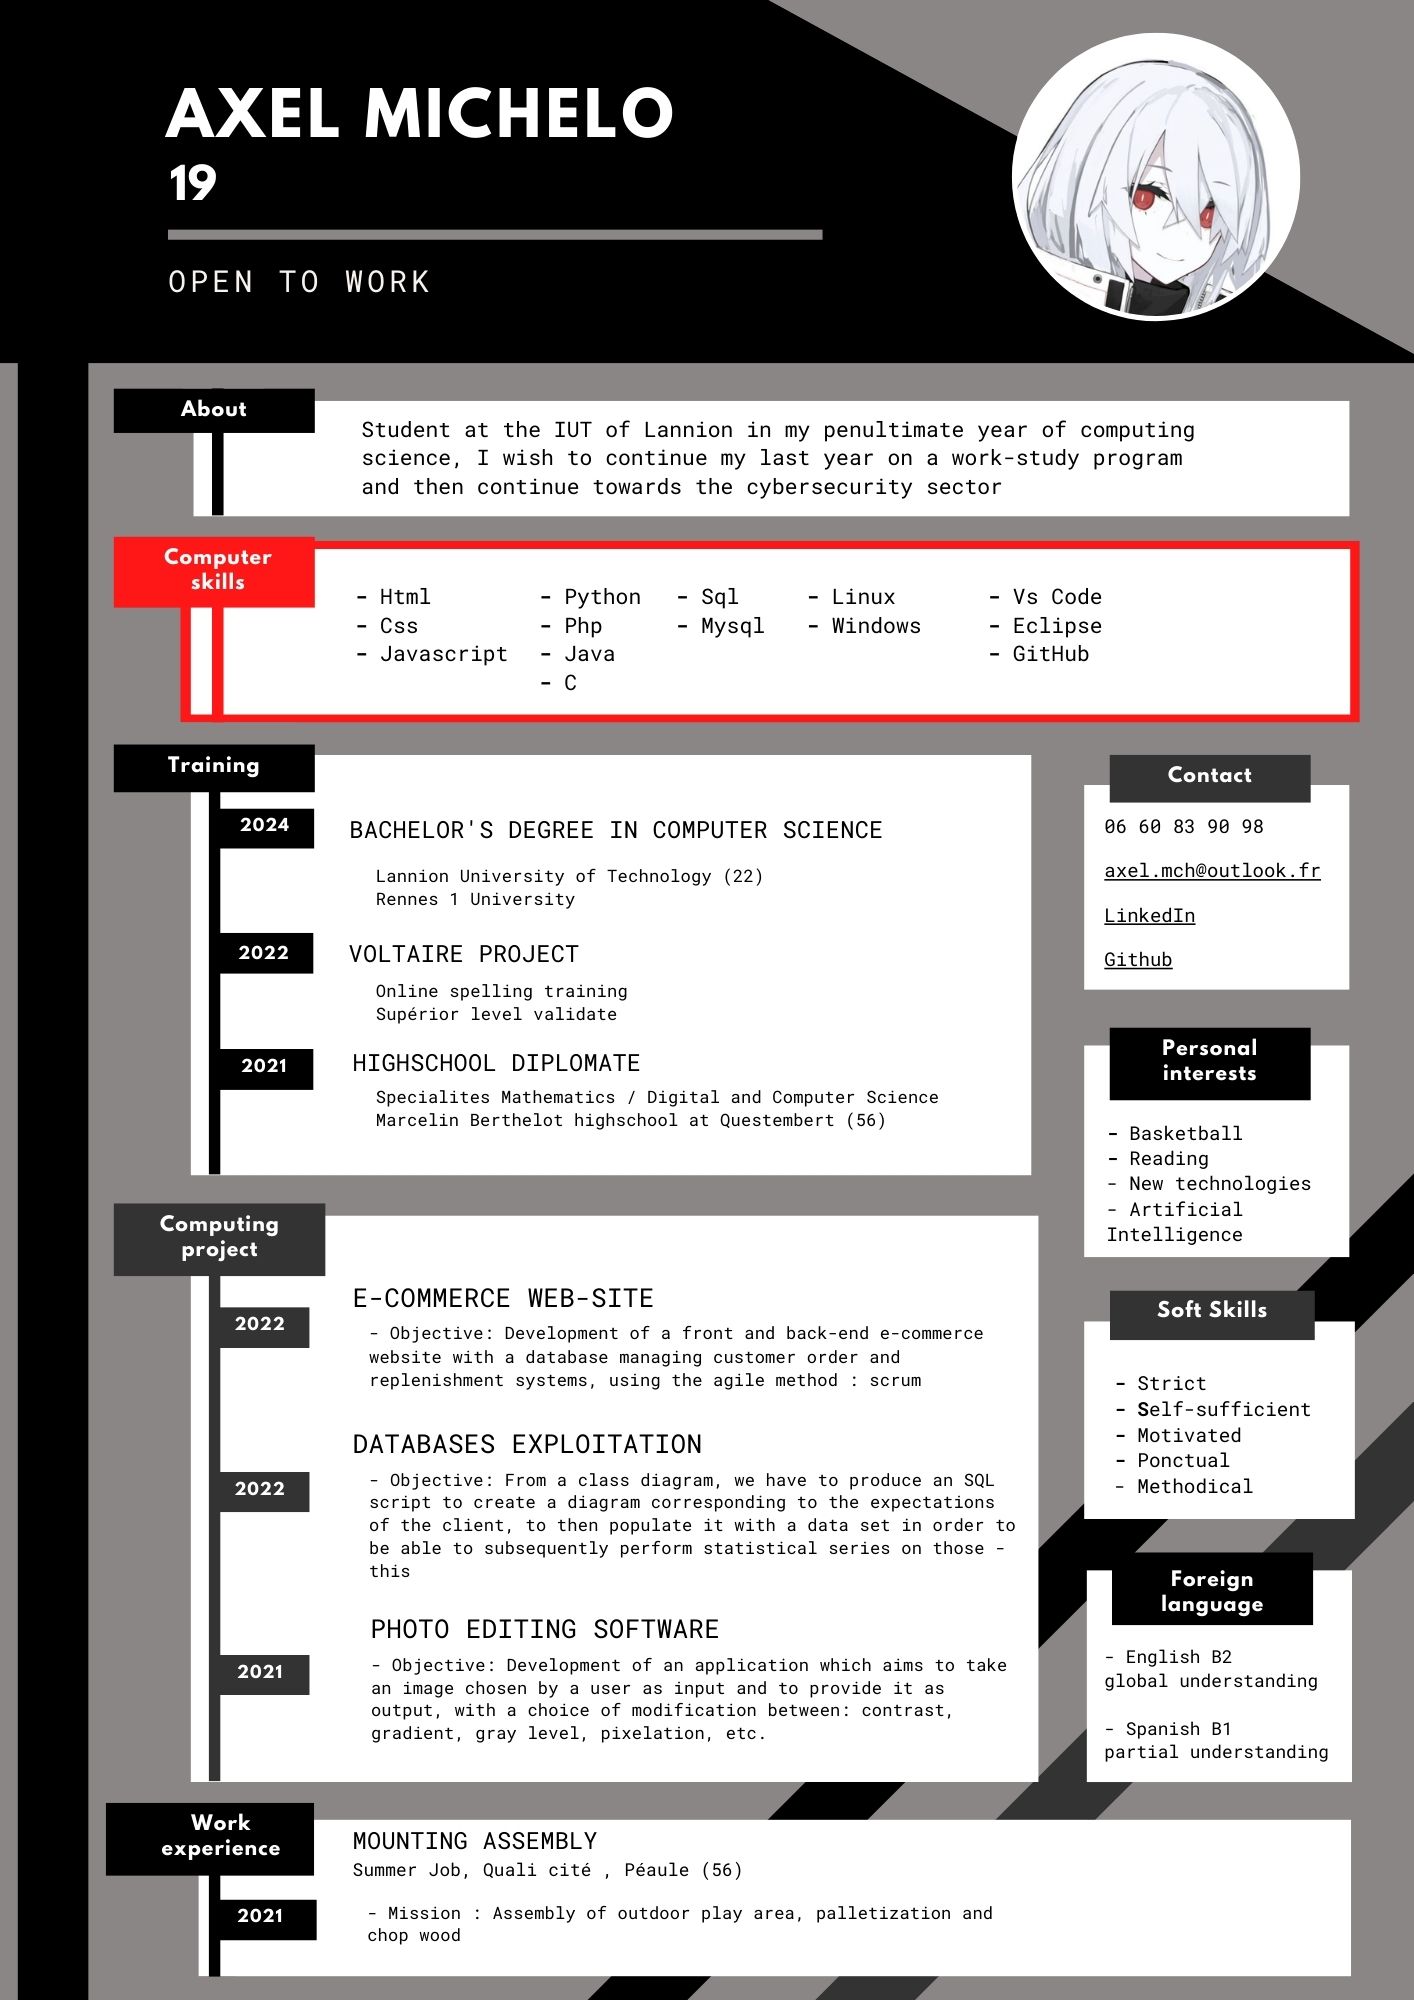 AXEL MICHELO
19
OPEN TO WORK
About
Student at the IUT of Lannion in my penultimate year of computing
science, I wish to continue my last year on a work-study program
and then continue towards the cybersecurity sector
Computer
skills
- Html
- Css
- Javascript
- Python
- Php
- Java
- C
- Sql
- Mysql
- Linux
- Windows
- Vs Code
- Eclipse
- GitHub
Training
2024
BACHELOR'S DEGREE IN COMPUTER SCIENCE
Lannion University of Technology (22)
Rennes 1 University
2022
VOLTAIRE PROJECT
Online spelling training
Supérior level validate
2021
HIGHSCHOOL DIPLOMATE
Specialites Mathematics / Digital and Computer Science
Marcelin Berthelot highschool at Questembert (56)
Computing
project
2022
E-COMMERCE WEB-SITE
- Objective: Development of a front and back-end e-commerce
website with a database managing customer order and
replenishment systems, using the agile method : scrum
2022
DATABASES EXPLOITATION
- Objective: From a class diagram, we have to produce an SQL
script to create a diagram corresponding to the expectations
of the client, to then populate it with a data set in order to
be able to subsequently perform statistical series on those -
this
2021
PHOTO EDITING SOFTWARE
- Objective: Development of an application which aims to take
an image chosen by a user as input and to provide it as
output, with a choice of modification between: contrast,
gradient, gray level, pixelation, etc.
Contact
06 60 83 90 98
axel.mch@outlook.fr
LinkedIn
Github
Personal
interests
- Basketball
- Reading
- New technologies
- Artificial
Intelligence
Soft Skills
- Strict
- Self-sufficient
- Motivated
- Ponctual
- Methodical
Foreign
language
- English B2
global understanding
- Spanish B1
partial understanding
Work
experience
MOUNTING ASSEMBLY
Summer Job, Quali cité , Péaule (56)
2021
- Mission : Assembly of outdoor play area, palletization and
chop wood